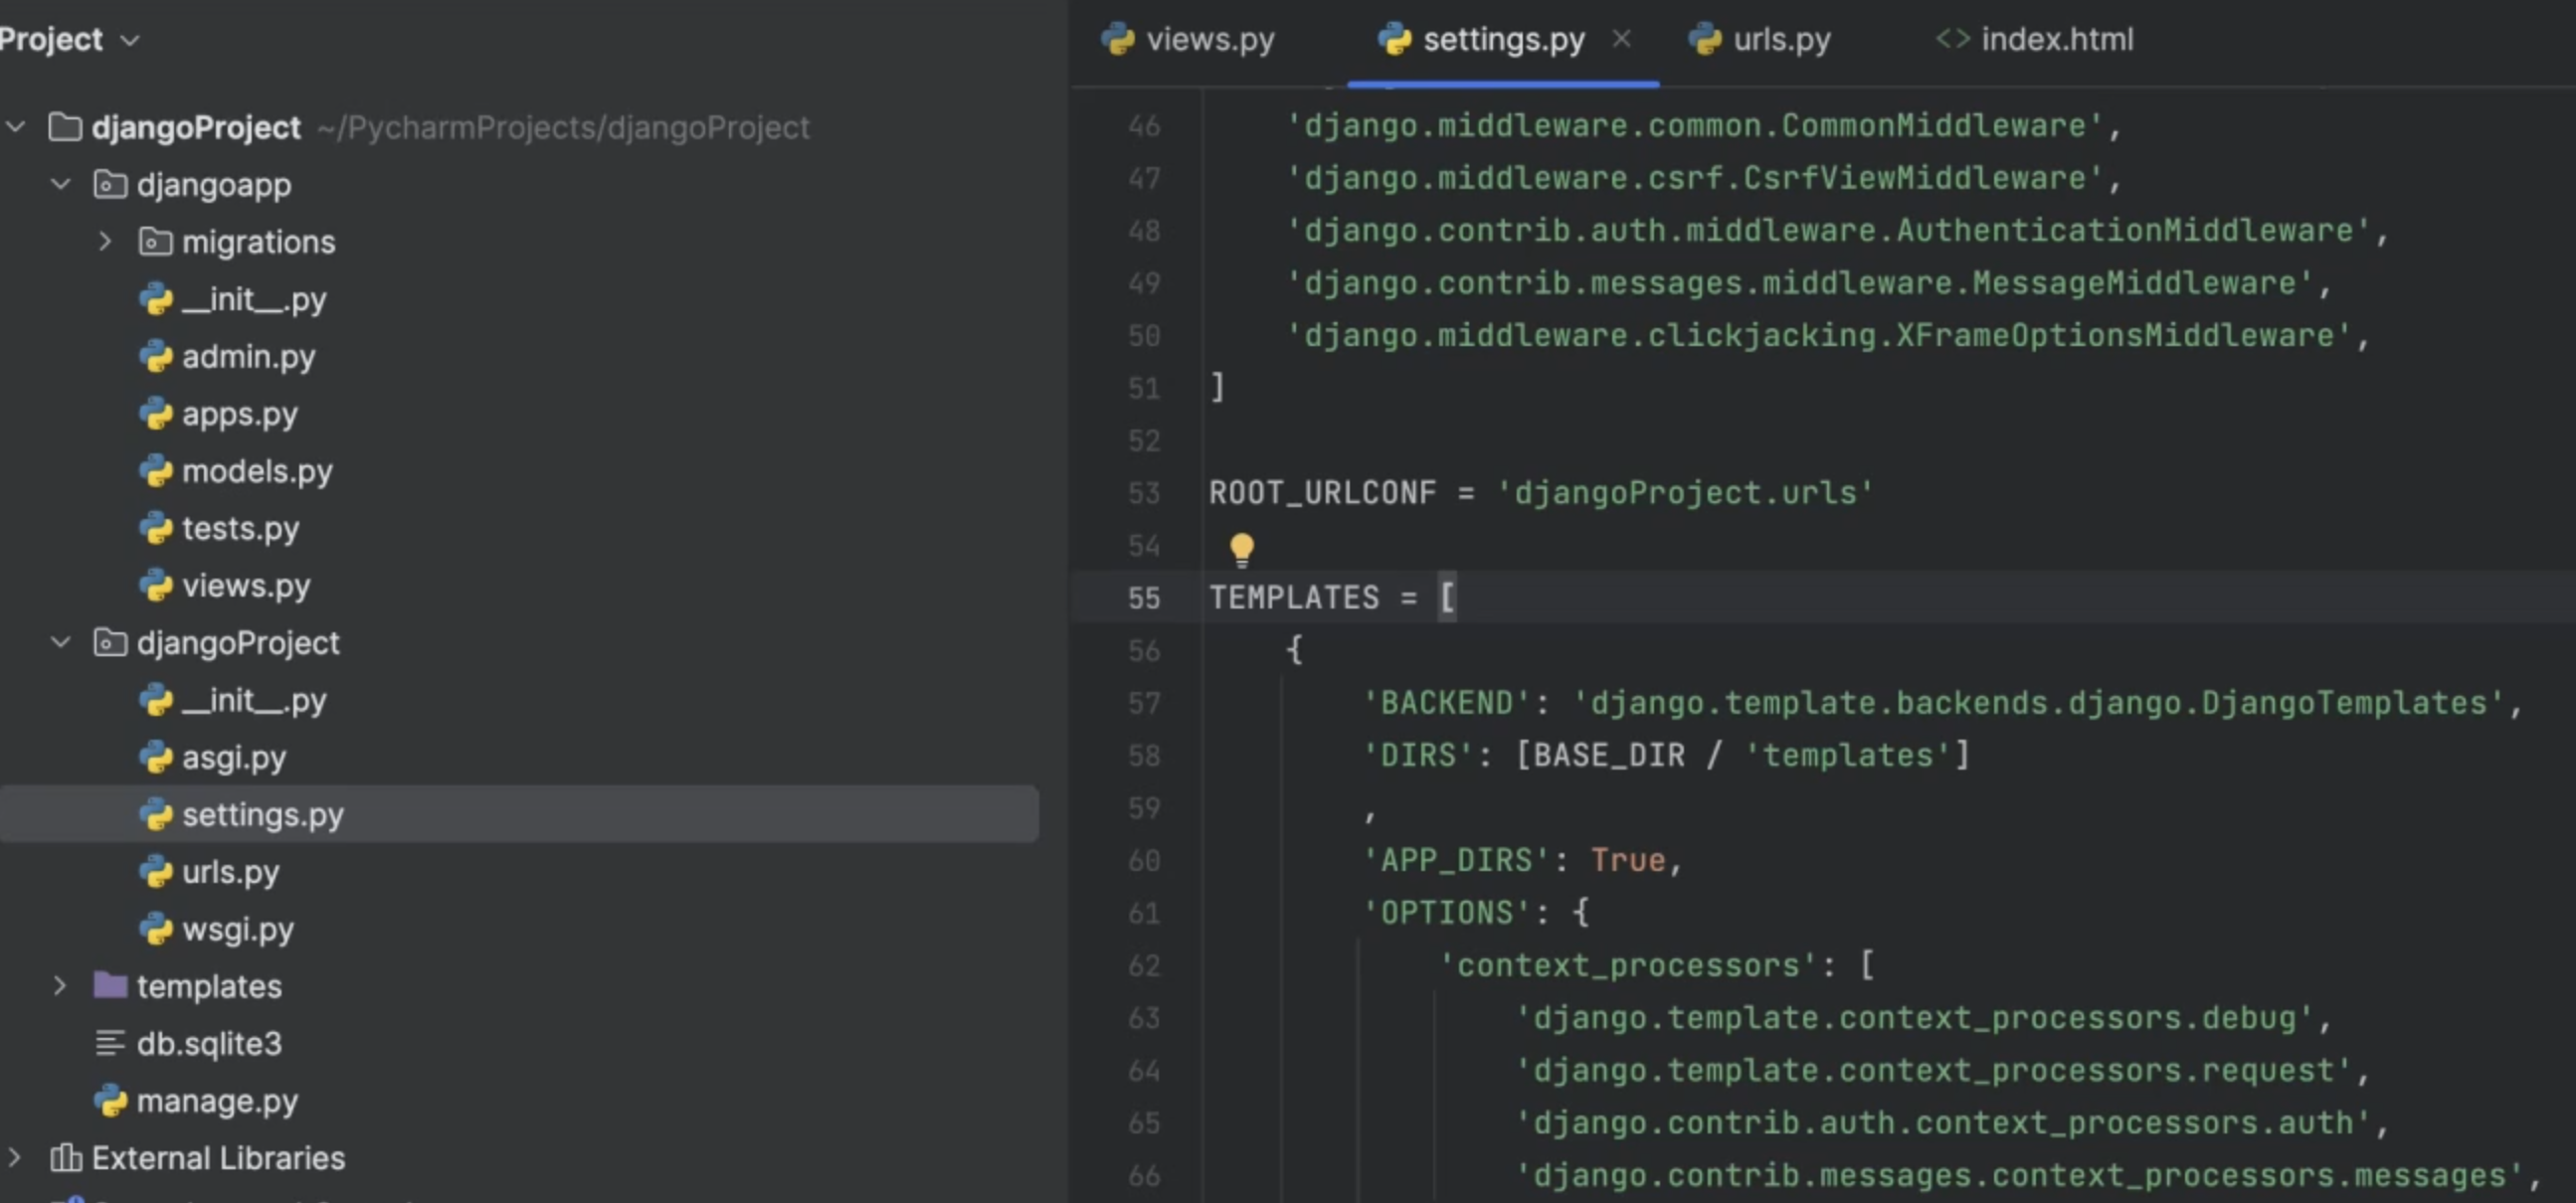 Project
djangoProject ~/PycharmProjects/djangoProject
djangoapp
migrations
__init__.py
admin.py
apps.py
models.py
tests.py
views.py
djangoProject
__init__.py
asgi.py
settings.py
urls.py
wsgi.py
templates
db.sqlite3
manage.py
External Libraries
views.py settings.py urls.py index.html
46 'django.middleware.common.CommonMiddleware',
47 'django.middleware.csrf.CsrfViewMiddleware',
48 'django.contrib.auth.middleware.AuthenticationMiddleware',
49 'django.contrib.messages.middleware.MessageMiddleware',
50 'django.middleware.clickjacking.XFrameOptionsMiddleware',
51 ]
52
53 ROOT_URLCONF = 'djangoProject.urls'
54
55 TEMPLATES = [
56 {
57 'BACKEND': 'django.template.backends.django.DjangoTemplates',
58 'DIRS': [BASE_DIR / 'templates']
59 ,
60 'APP_DIRS': True,
61 'OPTIONS': {
62 'context_processors': [
63 'django.template.context_processors.debug',
64 'django.template.context_processors.request',
65 'django.contrib.auth.context_processors.auth',
66 'django.contrib.messages.context_processors.messages',